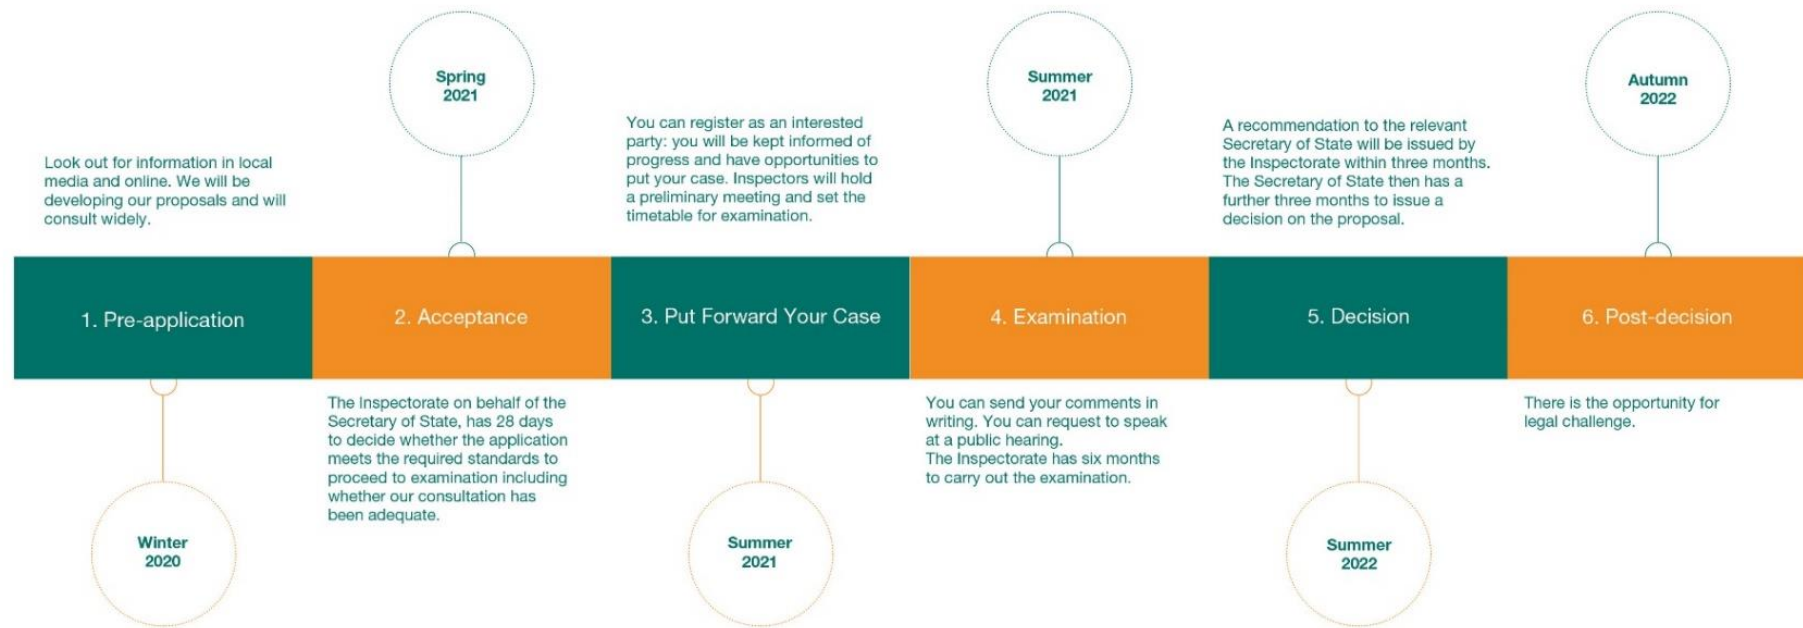 Look out for information in local
media and online. We will be
developing our proposals and will
consult widely.
1. Pre-application
Winter
2020
Spring
2021
2. Acceptance
The Inspectorate on behalf of the
Secretary of State, has 28 days
to decide whether the application
meets the required standards to
proceed to examination including
whether our consultation has
been adequate.
You can register as an interested
party: you will be kept informed of
progress and have opportunities to
put your case. Inspectors will hold
a preliminary meeting and set the
timetable for examination.
3. Put Forward Your Case
Summer
2021
Summer
2021
4. Examination
You can send your comments in
writing. You can request to speak
at a public hearing.
The Inspectorate has six months
to carry out the examination.
A recommendation to the relevant
Secretary of State will be issued by
the Inspectorate within three months.
The Secretary of State then has a
further three months to issue a
decision on the proposal.
5. Decision
Summer
2022
Autumn
2022
6. Post-decision
There is the opportunity for
legal challenge.